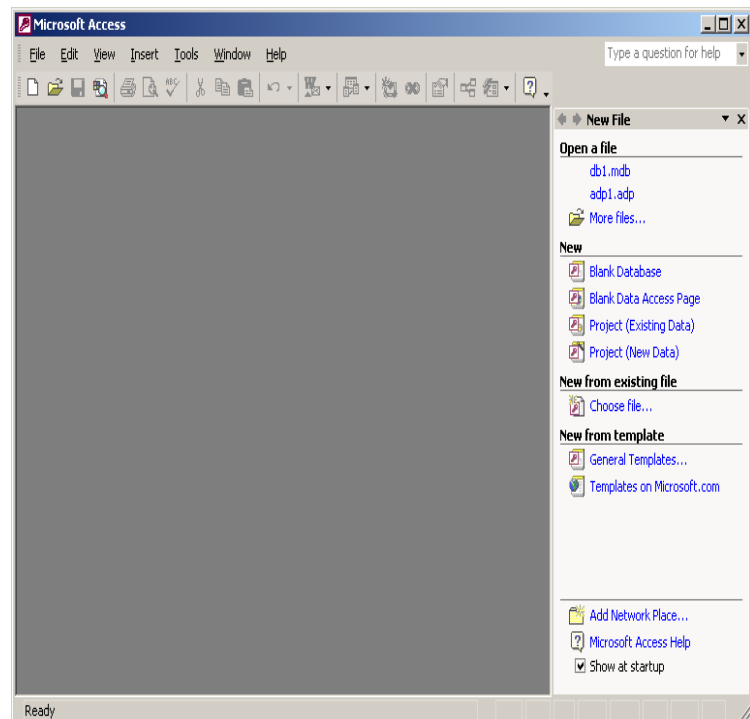 Microsoft Access
File Edit View Insert Tools Window Help
Type a question for help
New File
Open a file
db1.mdb
adp1.adp
More files...
New
Blank Database
Blank Data Access Page
Project (Existing Data)
Project (New Data)
New from existing file
Choose file...
New from template
General Templates...
Templates on Microsoft.com
Add Network Place...
Microsoft Access Help
Show at startup
Ready